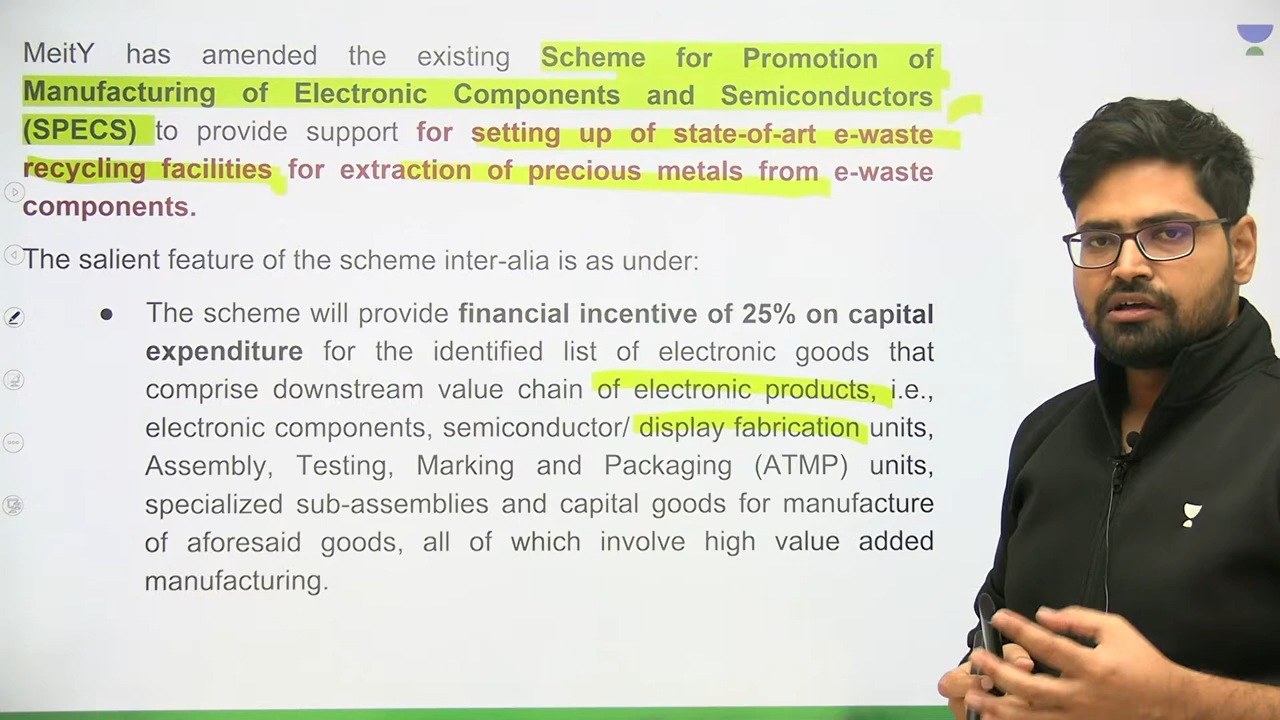 MeitY has amended the existing Scheme for Promotion of
Manufacturing of Electronic Components and Semiconductors
(SPECS) to provide support for setting up of state-of-art e-waste
recycling facilities for extraction of precious metals from e-waste
components.
The salient feature of the scheme inter-alia is as under:
● The scheme will provide financial incentive of 25% on capital
expenditure for the identified list of electronic goods that
comprise downstream value chain of electronic products, i.e.,
electronic components, semiconductor/ display fabrication units,
Assembly, Testing, Marking and Packaging (ATMP) units,
specialized sub-assemblies and capital goods for manufacture
of aforesaid goods, all of which involve high value added
manufacturing.